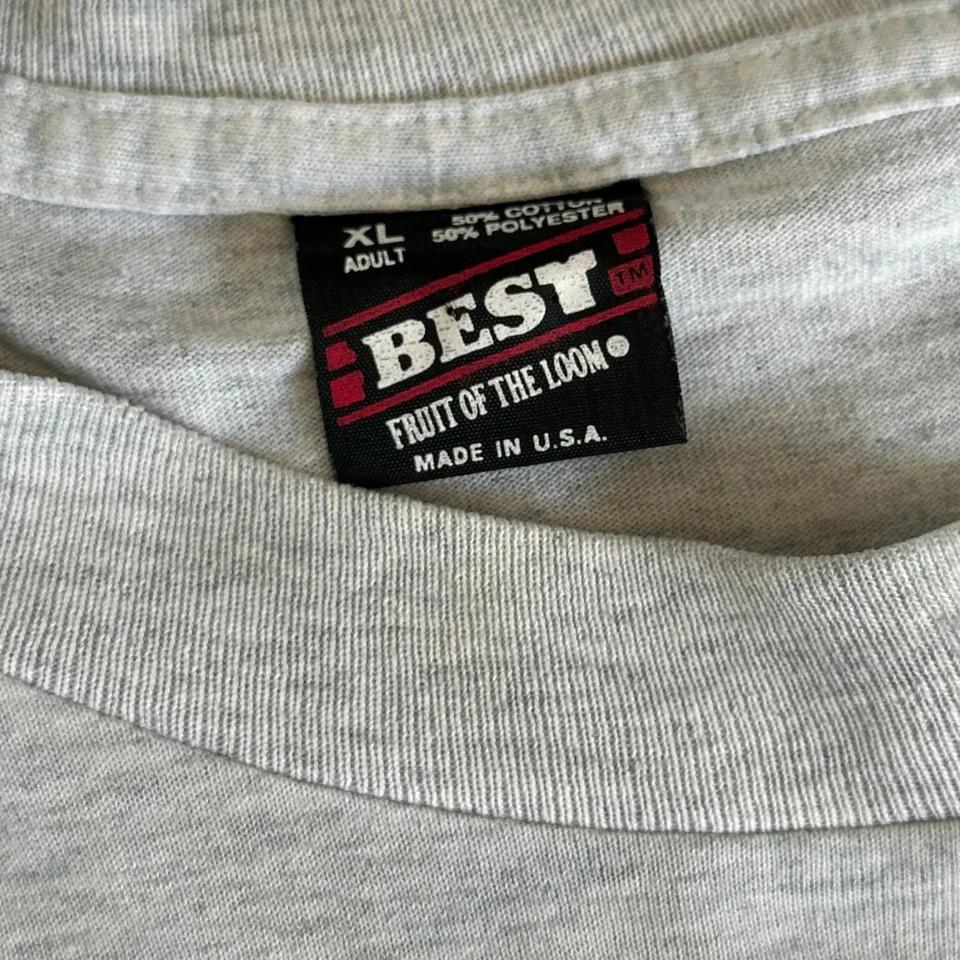 XL
ADULT
50% COTTON
50% POLYESTER
BEST
TM
FRUIT OF THE LOOM
MADE IN U.S.A.